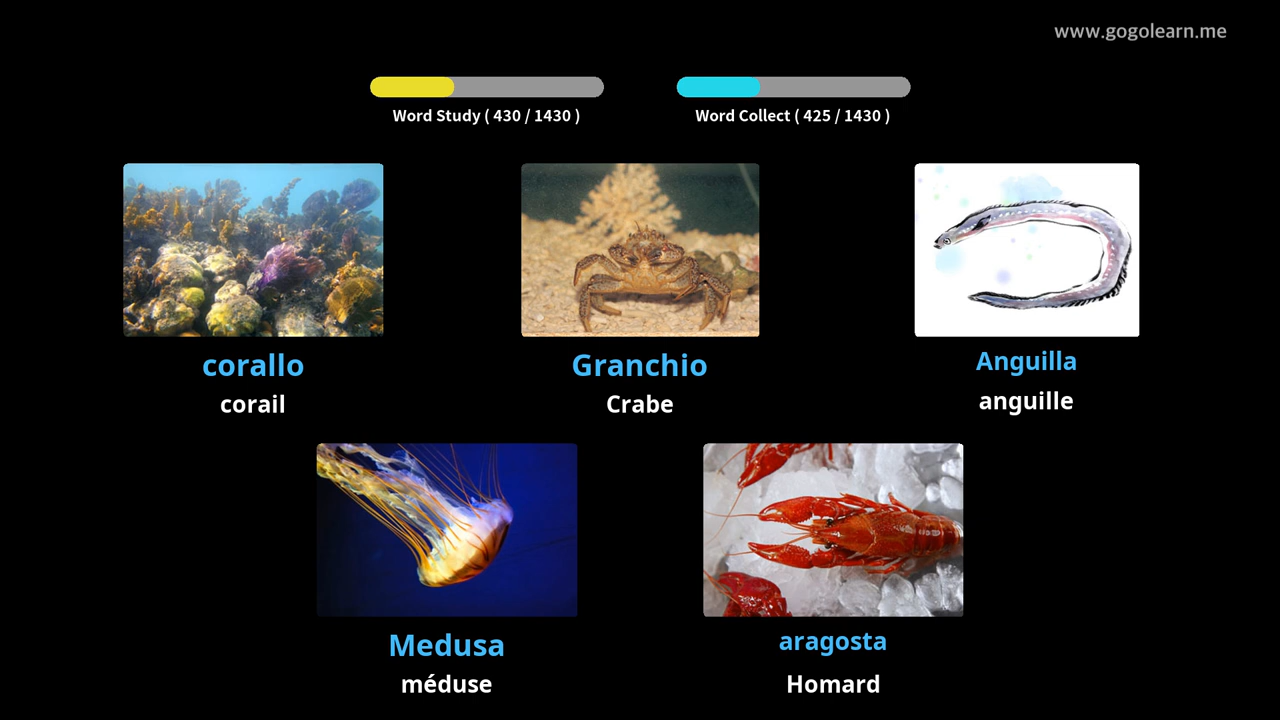 www.gogolearn.me
Word Study ( 430 / 1430 )
Word Collect ( 425 / 1430 )
corallo
corail
Granchio
Crabe
Anguilla
anguille
Medusa
méduse
aragosta
Homard